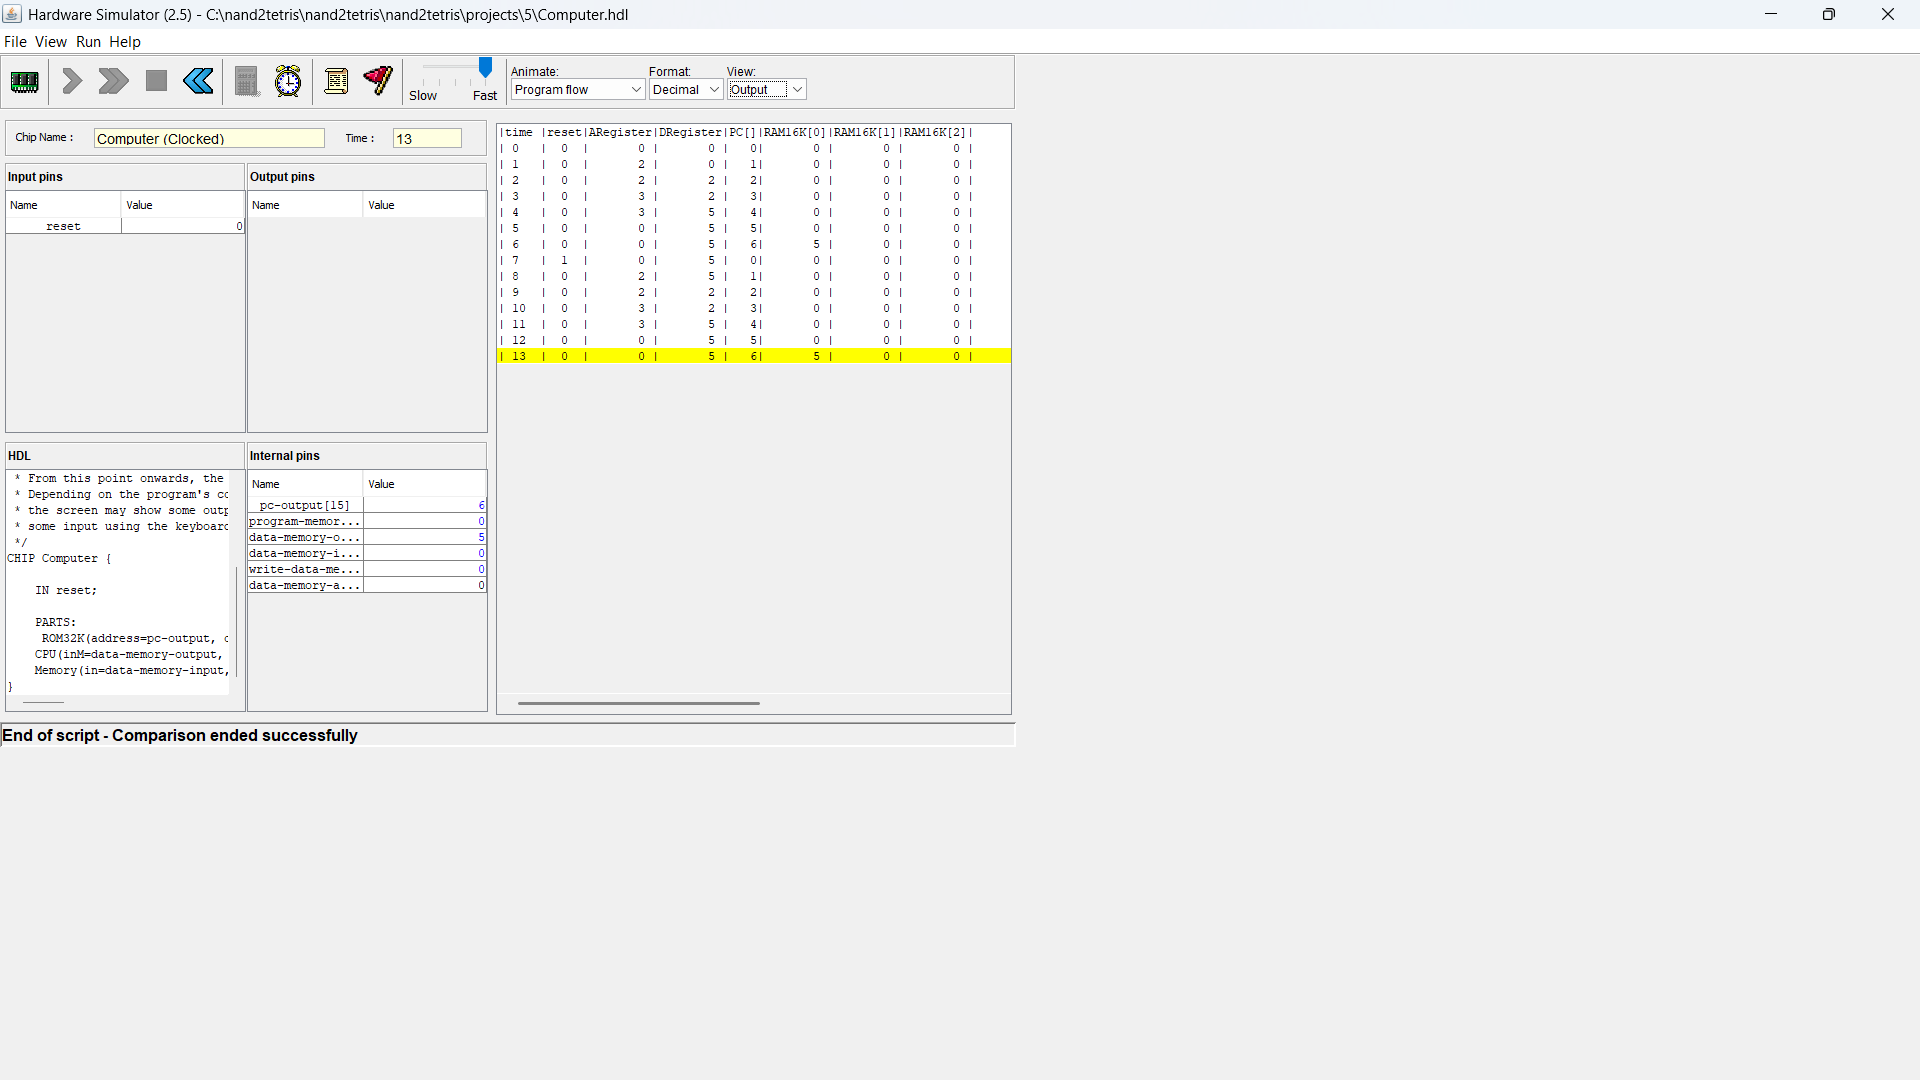 Hardware Simulator (2.5) - C:\nand2tetris\nand2tetris\nand2tetris\projects\5\Computer.hdl
File View Run Help
Slow Fast
Animate: Format: View:
Program flow Decimal Output
Chip Name : Computer (Clocked) Time : 13
Input pins
Name Value
reset 0
Output pins
Name Value
HDL
* From this point onwards, the
* Depending on the program's co
* the screen may show some outp
* some input using the keyboard
*/
CHIP Computer {
IN reset;
PARTS:
ROM32K(address=pc-output, o
CPU(inM=data-memory-output,
Memory(in=data-memory-input,
}
Internal pins
Name Value
pc-output[15] 6
program-memor... 0
data-memory-o... 5
data-memory-i... 0
write-data-me... 0
data-memory-a... 0
|time |reset|ARegister|DRegister|PC[]|RAM16K[0]|RAM16K[1]|RAM16K[2]|
| 0 | 0 | 0 | 0 | 0| 0 | 0 | 0 |
| 1 | 0 | 2 | 0 | 1| 0 | 0 | 0 |
| 2 | 0 | 2 | 2 | 2| 0 | 0 | 0 |
| 3 | 0 | 3 | 2 | 3| 0 | 0 | 0 |
| 4 | 0 | 3 | 5 | 4| 0 | 0 | 0 |
| 5 | 0 | 0 | 5 | 5| 0 | 0 | 0 |
| 6 | 0 | 0 | 5 | 6| 5 | 0 | 0 |
| 7 | 1 | 0 | 5 | 0| 0 | 0 | 0 |
| 8 | 0 | 2 | 5 | 1| 0 | 0 | 0 |
| 9 | 0 | 2 | 2 | 2| 0 | 0 | 0 |
| 10 | 0 | 3 | 2 | 3| 0 | 0 | 0 |
| 11 | 0 | 3 | 5 | 4| 0 | 0 | 0 |
| 12 | 0 | 0 | 5 | 5| 0 | 0 | 0 |
| 13 | 0 | 0 | 5 | 6| 5 | 0 | 0 |
End of script - Comparison ended successfully